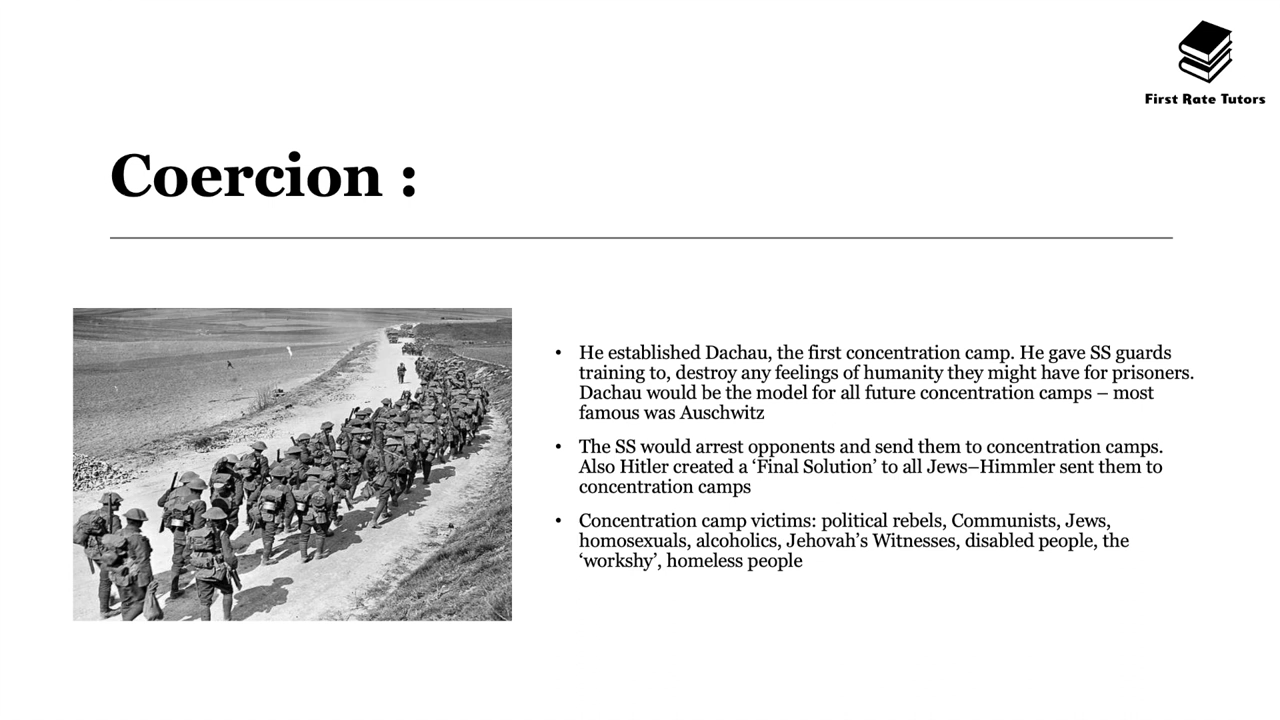 First Rate Tutors
Coercion :
• He established Dachau, the first concentration camp. He gave SS guards
training to, destroy any feelings of humanity they might have for prisoners.
Dachau would be the model for all future concentration camps – most
famous was Auschwitz
• The SS would arrest opponents and send them to concentration camps.
Also Hitler created a ‘Final Solution’ to all Jews–Himmler sent them to
concentration camps
• Concentration camp victims: political rebels, Communists, Jews,
homosexuals, alcoholics, Jehovah’s Witnesses, disabled people, the
‘workshy’, homeless people